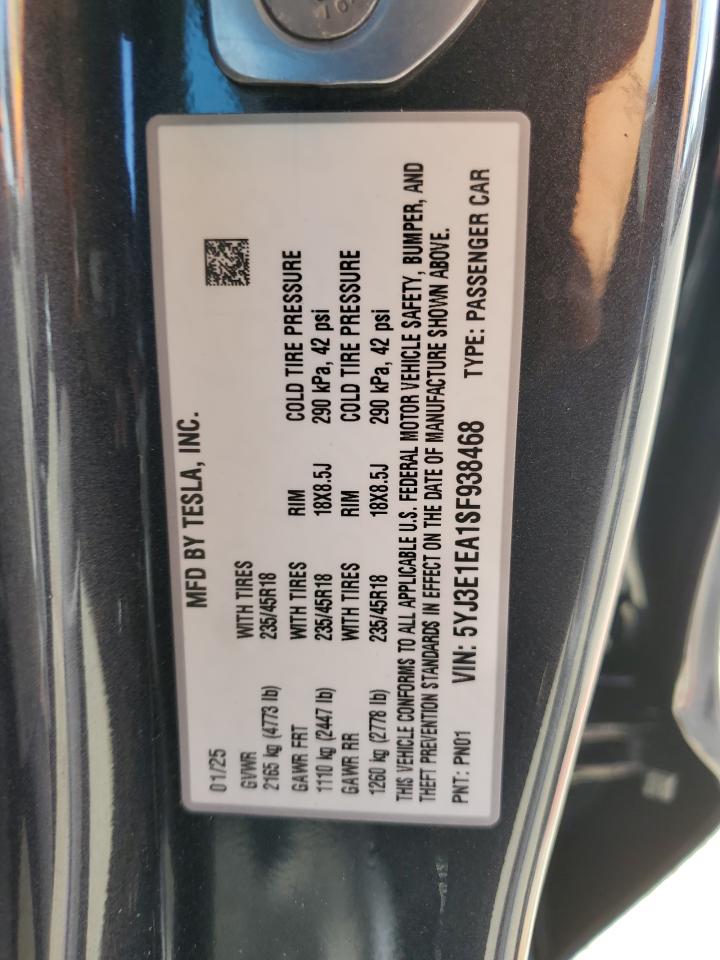 MFD BY TESLA, INC.
01/25
GVWR WITH TIRES
2165 kg (4773 lb) 235/45R18
GAWR FRT WITH TIRES RIM COLD TIRE PRESSURE
1110 kg (2447 lb) 235/45R18 18X8.5J 290 kPa, 42 psi
GAWR RR WITH TIRES RIM COLD TIRE PRESSURE
1260 kg (2778 lb) 235/45R18 18X8.5J 290 kPa, 42 psi
THIS VEHICLE CONFORMS TO ALL APPLICABLE U.S. FEDERAL MOTOR VEHICLE SAFETY, BUMPER, AND
THEFT PREVENTION STANDARDS IN EFFECT ON THE DATE OF MANUFACTURE SHOWN ABOVE.
PNT: PN01 VIN: 5YJ3E1EA1SF938468 TYPE: PASSENGER CAR